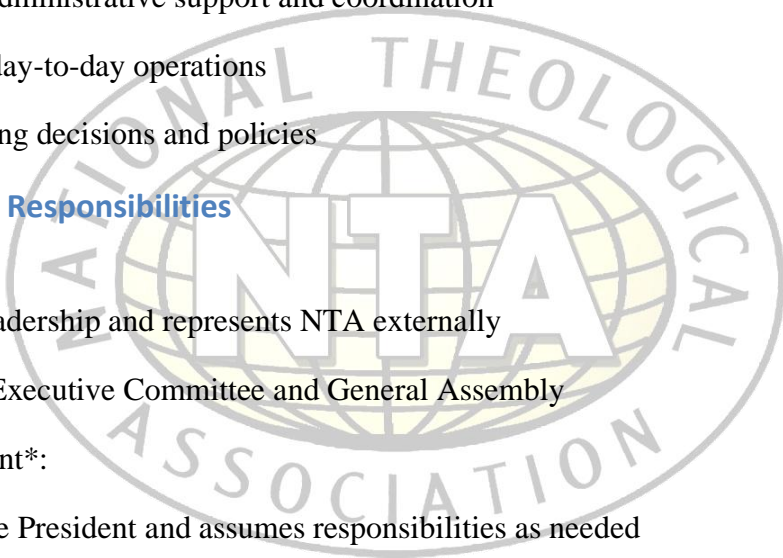 dministrative support and coordination
day-to-day operations
ng decisions and policies
Responsibilities
adership and represents NTA externally
Executive Committee and General Assembly
nt*:
e President and assumes responsibilities as needed
NATIONAL THEOLOGICAL
NTA
ASSOCIATION